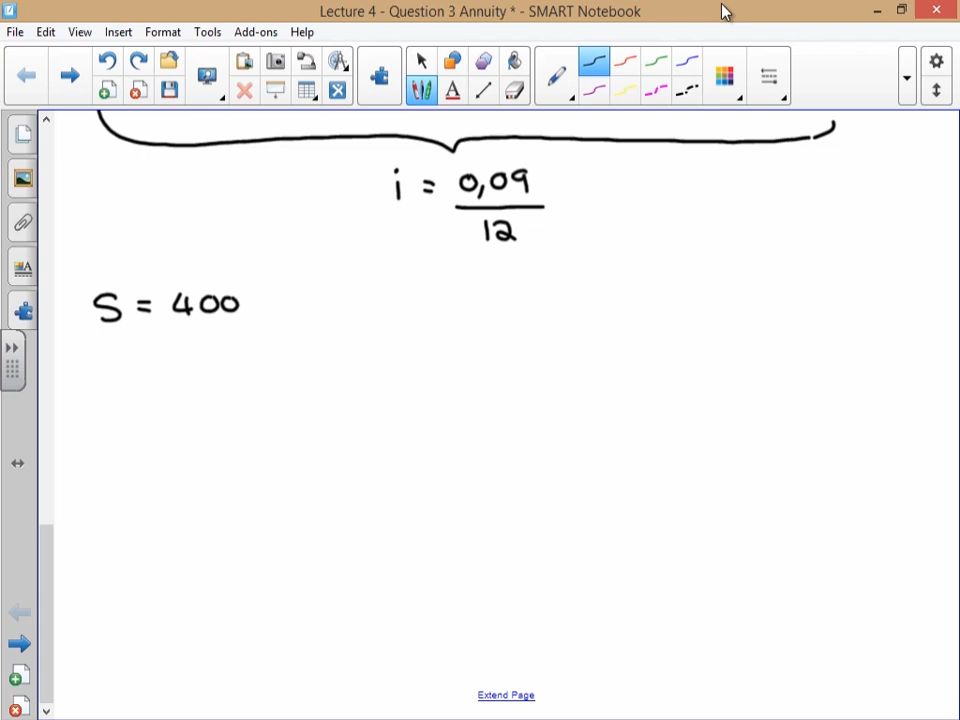 Lecture 4 - Question 3 Annuity * - SMART Notebook
File Edit View Insert Format Tools Add-ons Help
i = 0,09
12
S = 400
Extend Page